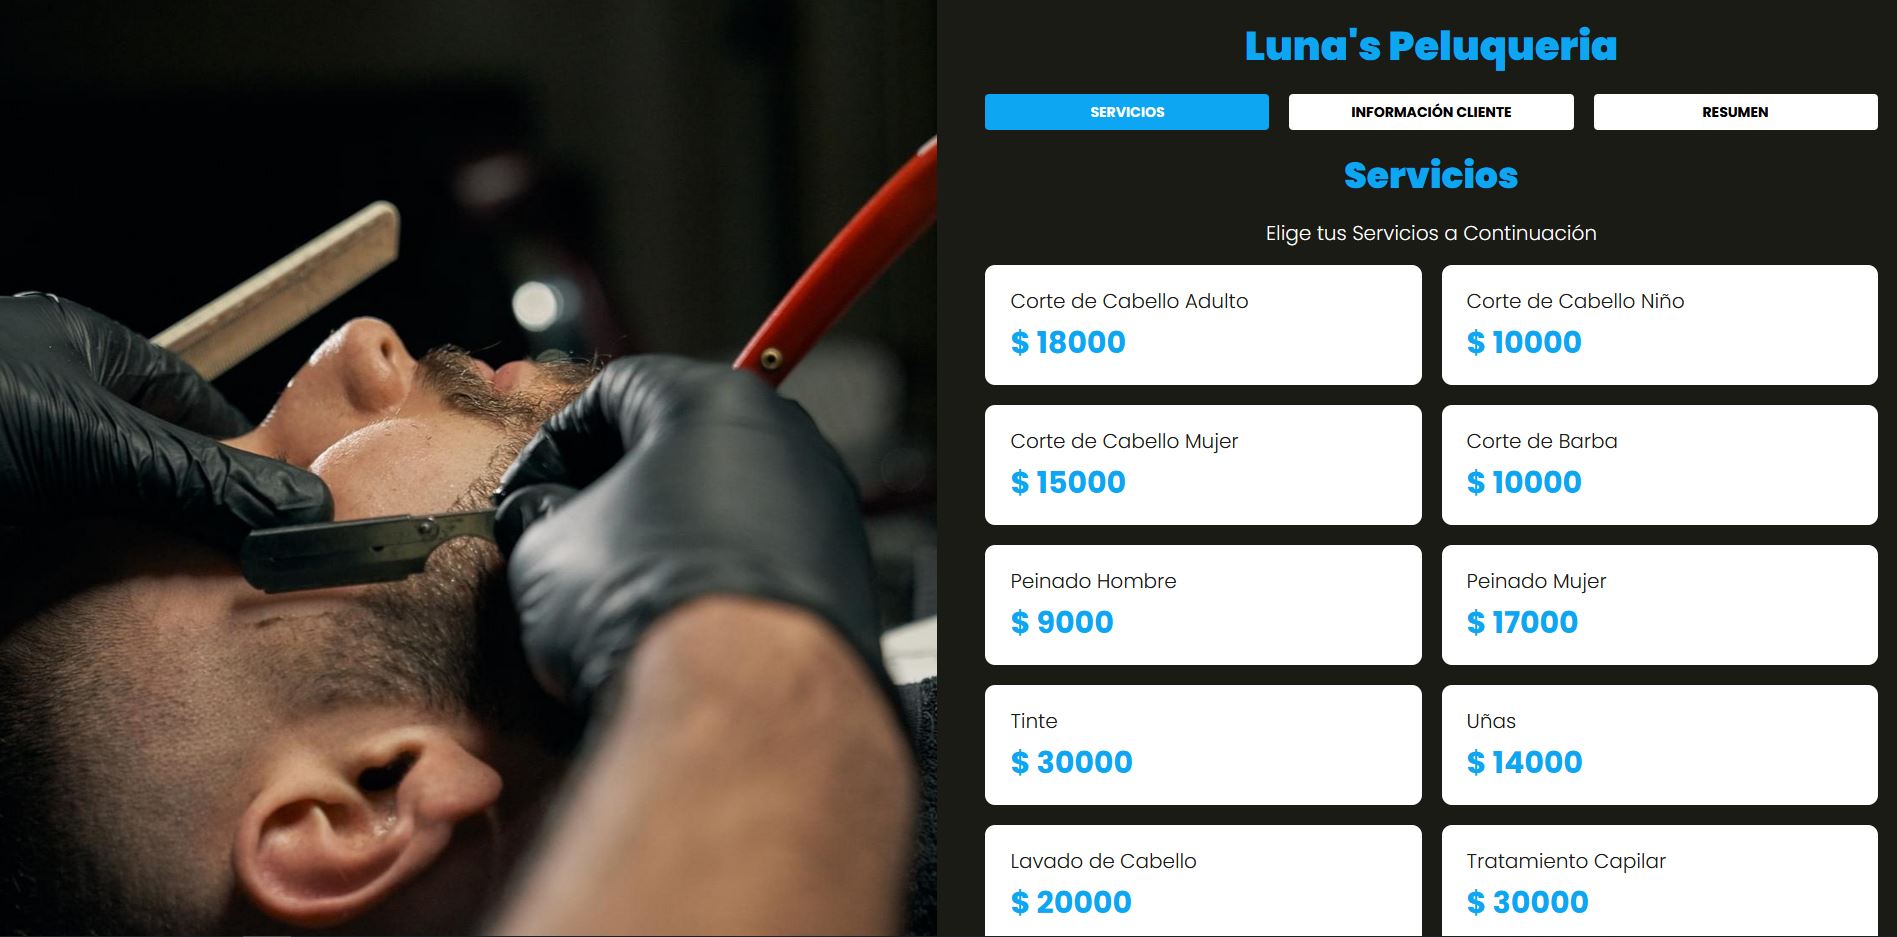 Luna's Peluqueria
SERVICIOS
INFORMACIÓN CLIENTE
RESUMEN
Servicios
Elige tus Servicios a Continuación
Corte de Cabello Adulto
$ 18000
Corte de Cabello Niño
$ 10000
Corte de Cabello Mujer
$ 15000
Corte de Barba
$ 10000
Peinado Hombre
$ 9000
Peinado Mujer
$ 17000
Tinte
$ 30000
Uñas
$ 14000
Lavado de Cabello
$ 20000
Tratamiento Capilar
$ 30000